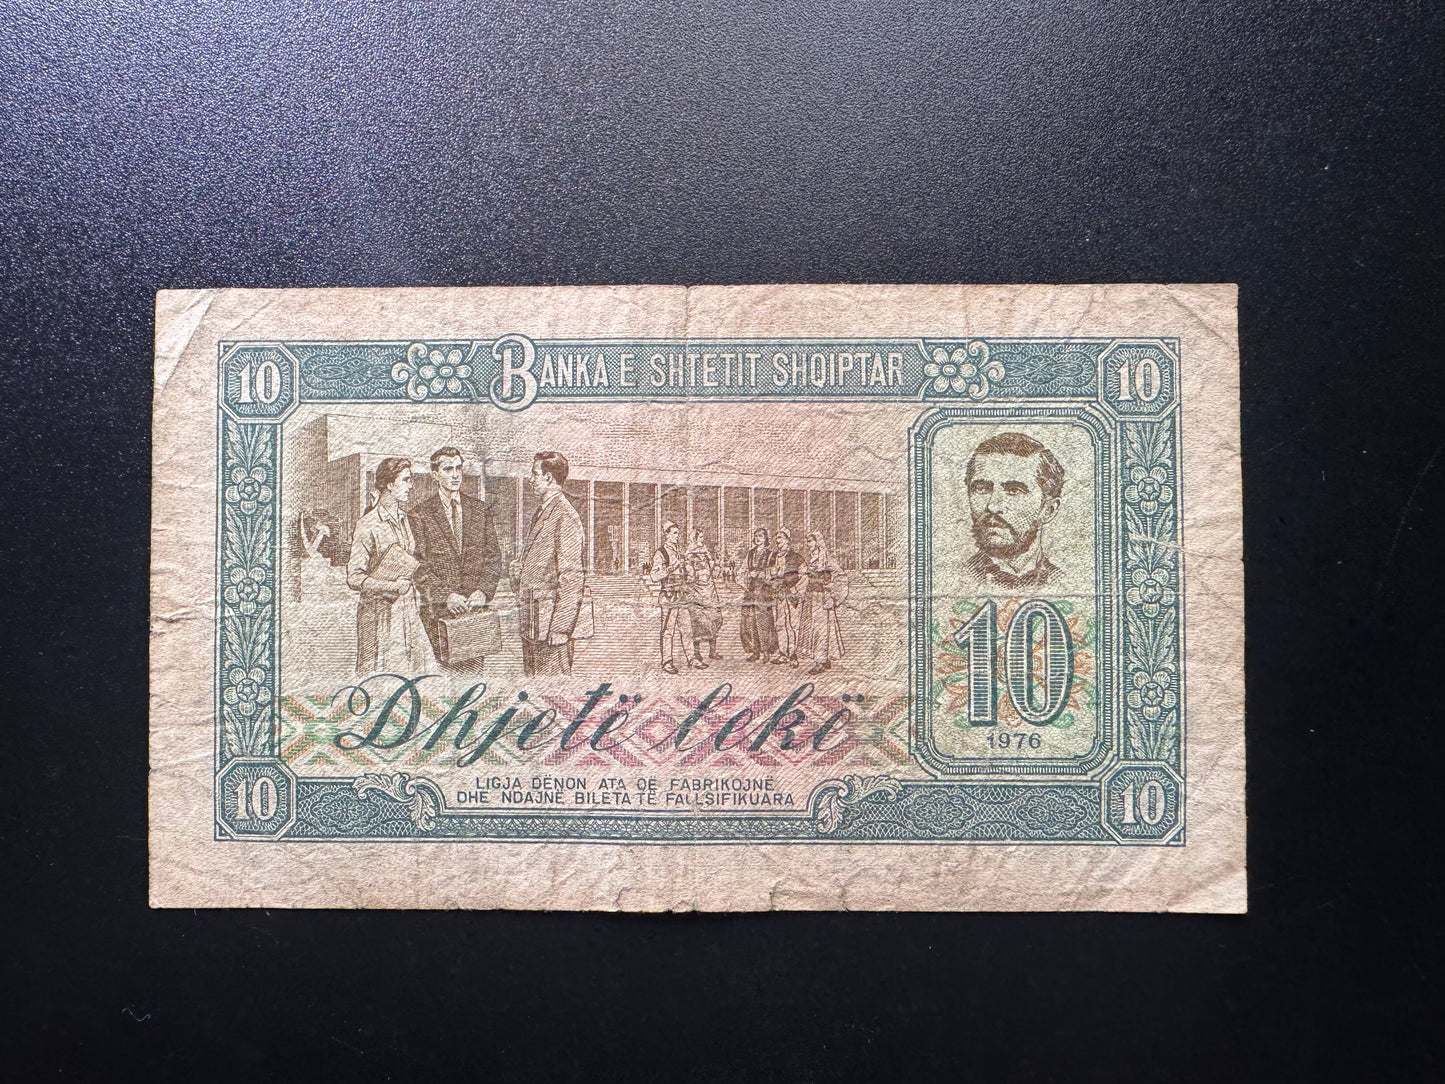 10 BANKA E SHTETIT SHQIPTAR 10
10
1976
Dhjetë lekë
LIGJA DËNON ATA QË FABRIKOJNË
DHE NDAJNË BILETA TË FALLSIFIKUARA
10 10